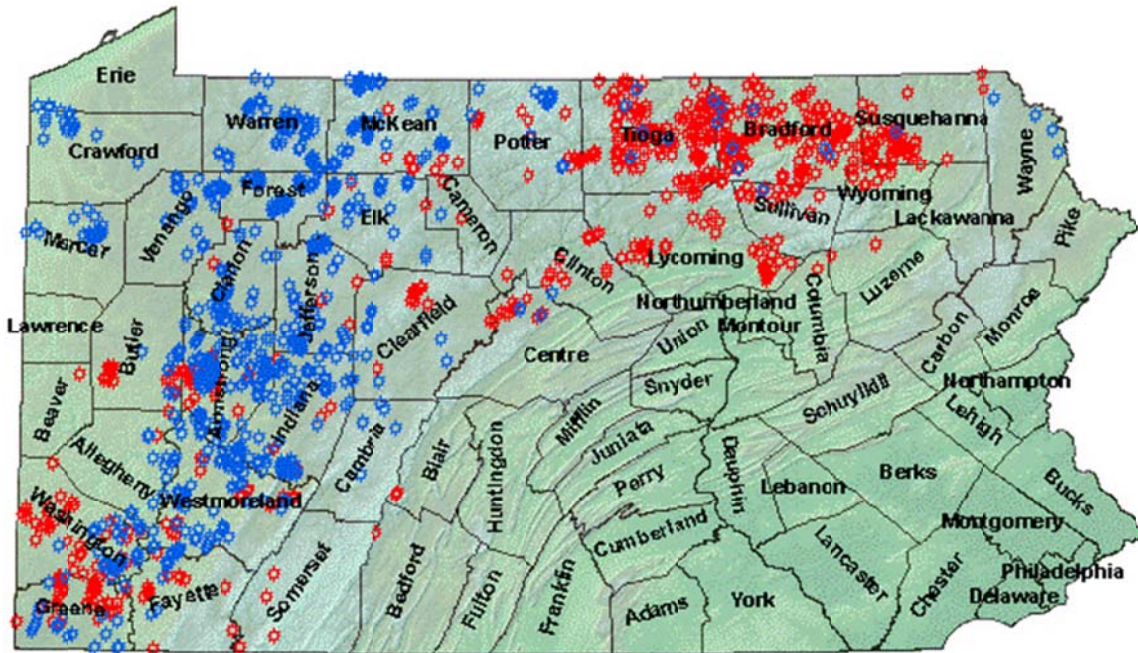 Erie
Warren
McKean
Potter
Tioga
Bradford
Susquehanna
Crawford
Wayne
Forest
Venango
Elk
Cameron
Sullivan
Wyoming
Lackawanna
Mercer
Pike
Clarion
Jefferson
Clinton
Lycoming
Luzerne
Lawrence
Butler
Clearfield
Northumberland
Montour
Columbia
Monroe
Carbon
Centre
Union
Armstrong
Indiana
Snyder
Northampton
Beaver
Schuylkill
Lehigh
Mifflin
Allegheny
Cambria
Blair
Huntingdon
Juniata
Dauphin
Berks
Bucks
Perry
Lebanon
Westmoreland
Washington
Cumberland
Montgomery
Lancaster
Philadelphia
Greene
Fayette
Somerset
Bedford
Fulton
Franklin
Adams
York
Chester
Delaware